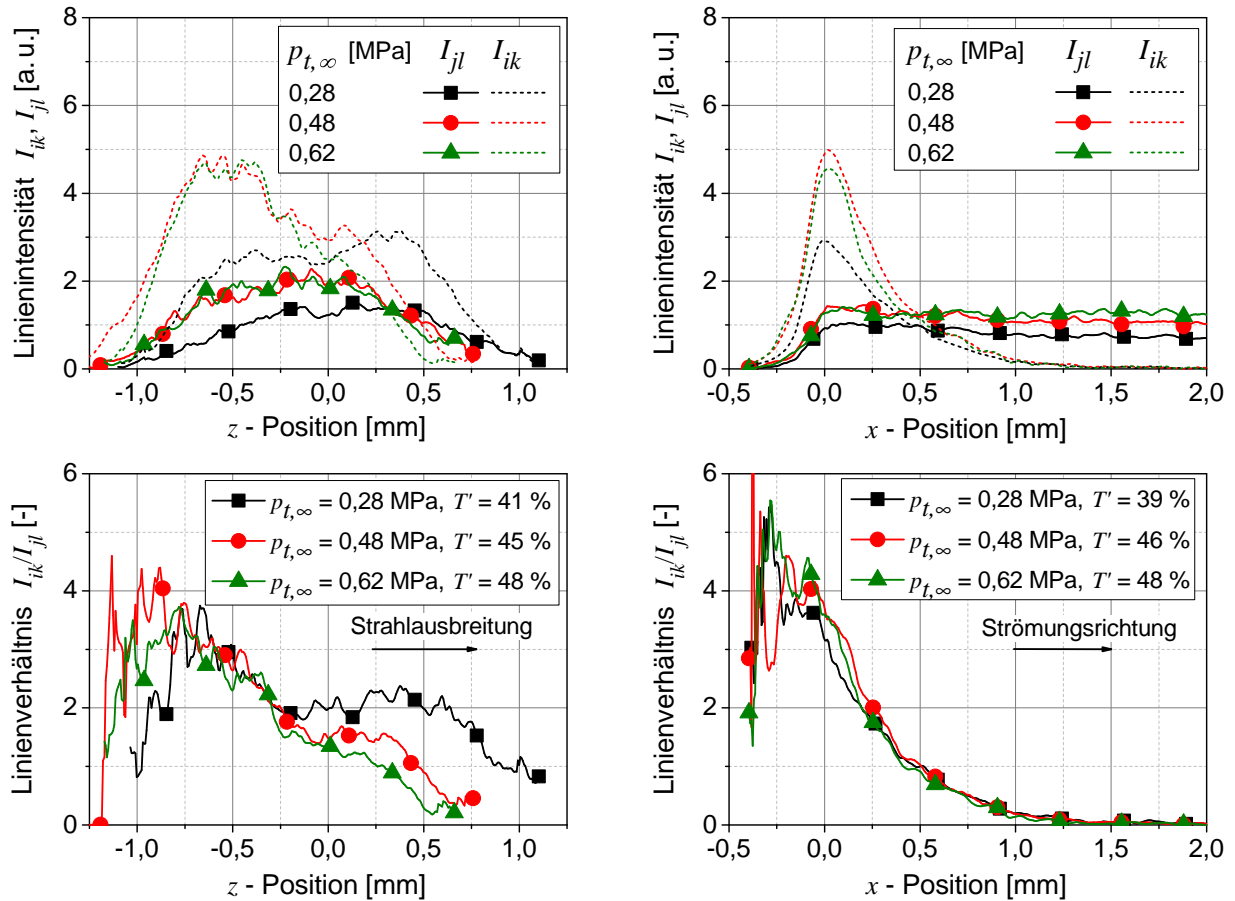 Linienintensität I_ik, I_jl [a. u.]
8
6
4
2
0
p_t,∞ [MPa] I_jl I_ik
0,28
0,48
0,62
-1,0 -0,5 0,0 0,5 1,0
z - Position [mm]
Linienintensität I_ik, I_jl [a. u.]
8
6
4
2
0
p_t,∞ [MPa] I_jl I_ik
0,28
0,48
0,62
-0,5 0,0 0,5 1,0 1,5 2,0
x - Position [mm]
Linienverhältnis I_ik/I_jl [-]
6
4
2
0
p_t,∞ = 0,28 MPa, T' = 41 %
p_t,∞ = 0,48 MPa, T' = 45 %
p_t,∞ = 0,62 MPa, T' = 48 %
Strahlausbreitung
-1,0 -0,5 0,0 0,5 1,0
z - Position [mm]
Linienverhältnis I_ik/I_jl [-]
6
4
2
0
p_t,∞ = 0,28 MPa, T' = 39 %
p_t,∞ = 0,48 MPa, T' = 46 %
p_t,∞ = 0,62 MPa, T' = 48 %
Strömungsrichtung
-0,5 0,0 0,5 1,0 1,5 2,0
x - Position [mm]